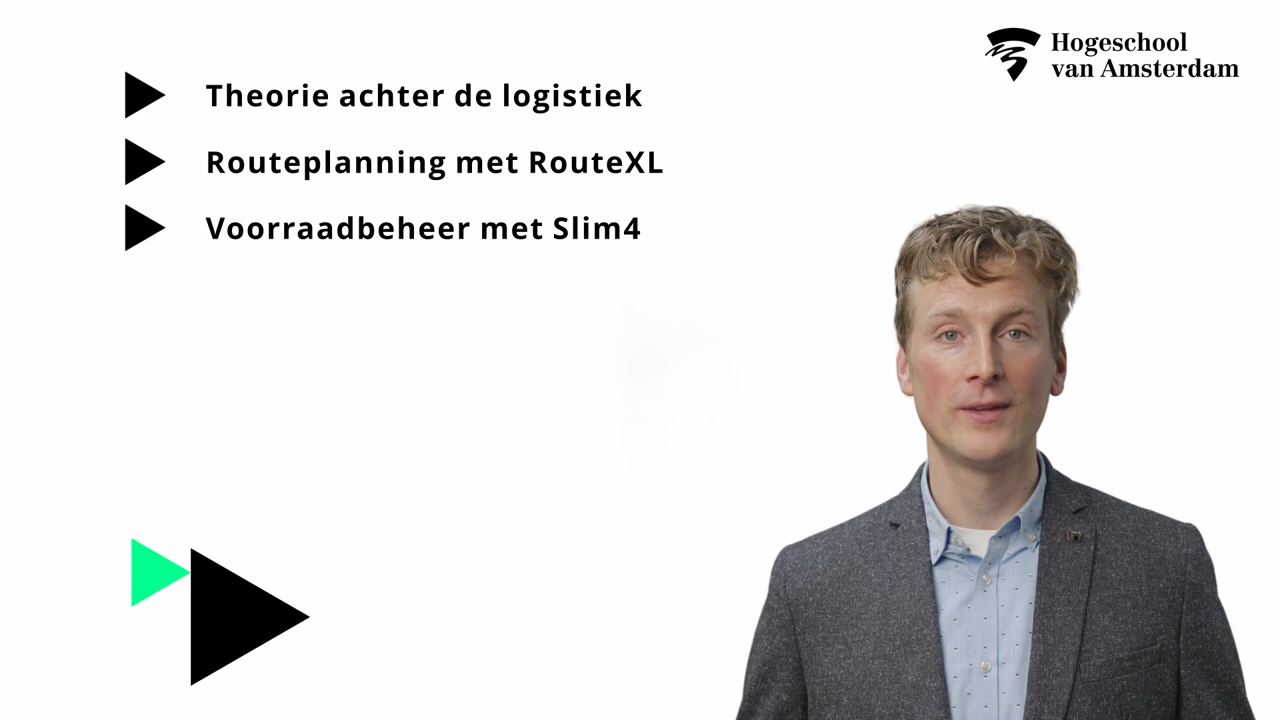 Hogeschool
van Amsterdam
Theorie achter de logistiek
Routeplanning met RouteXL
Voorraadbeheer met Slim4